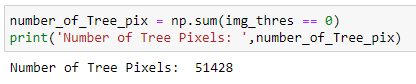 number_of_Tree_pix = np.sum(img_thres == 0)
print('Number of Tree Pixels: ',number_of_Tree_pix)
Number of Tree Pixels:  51428